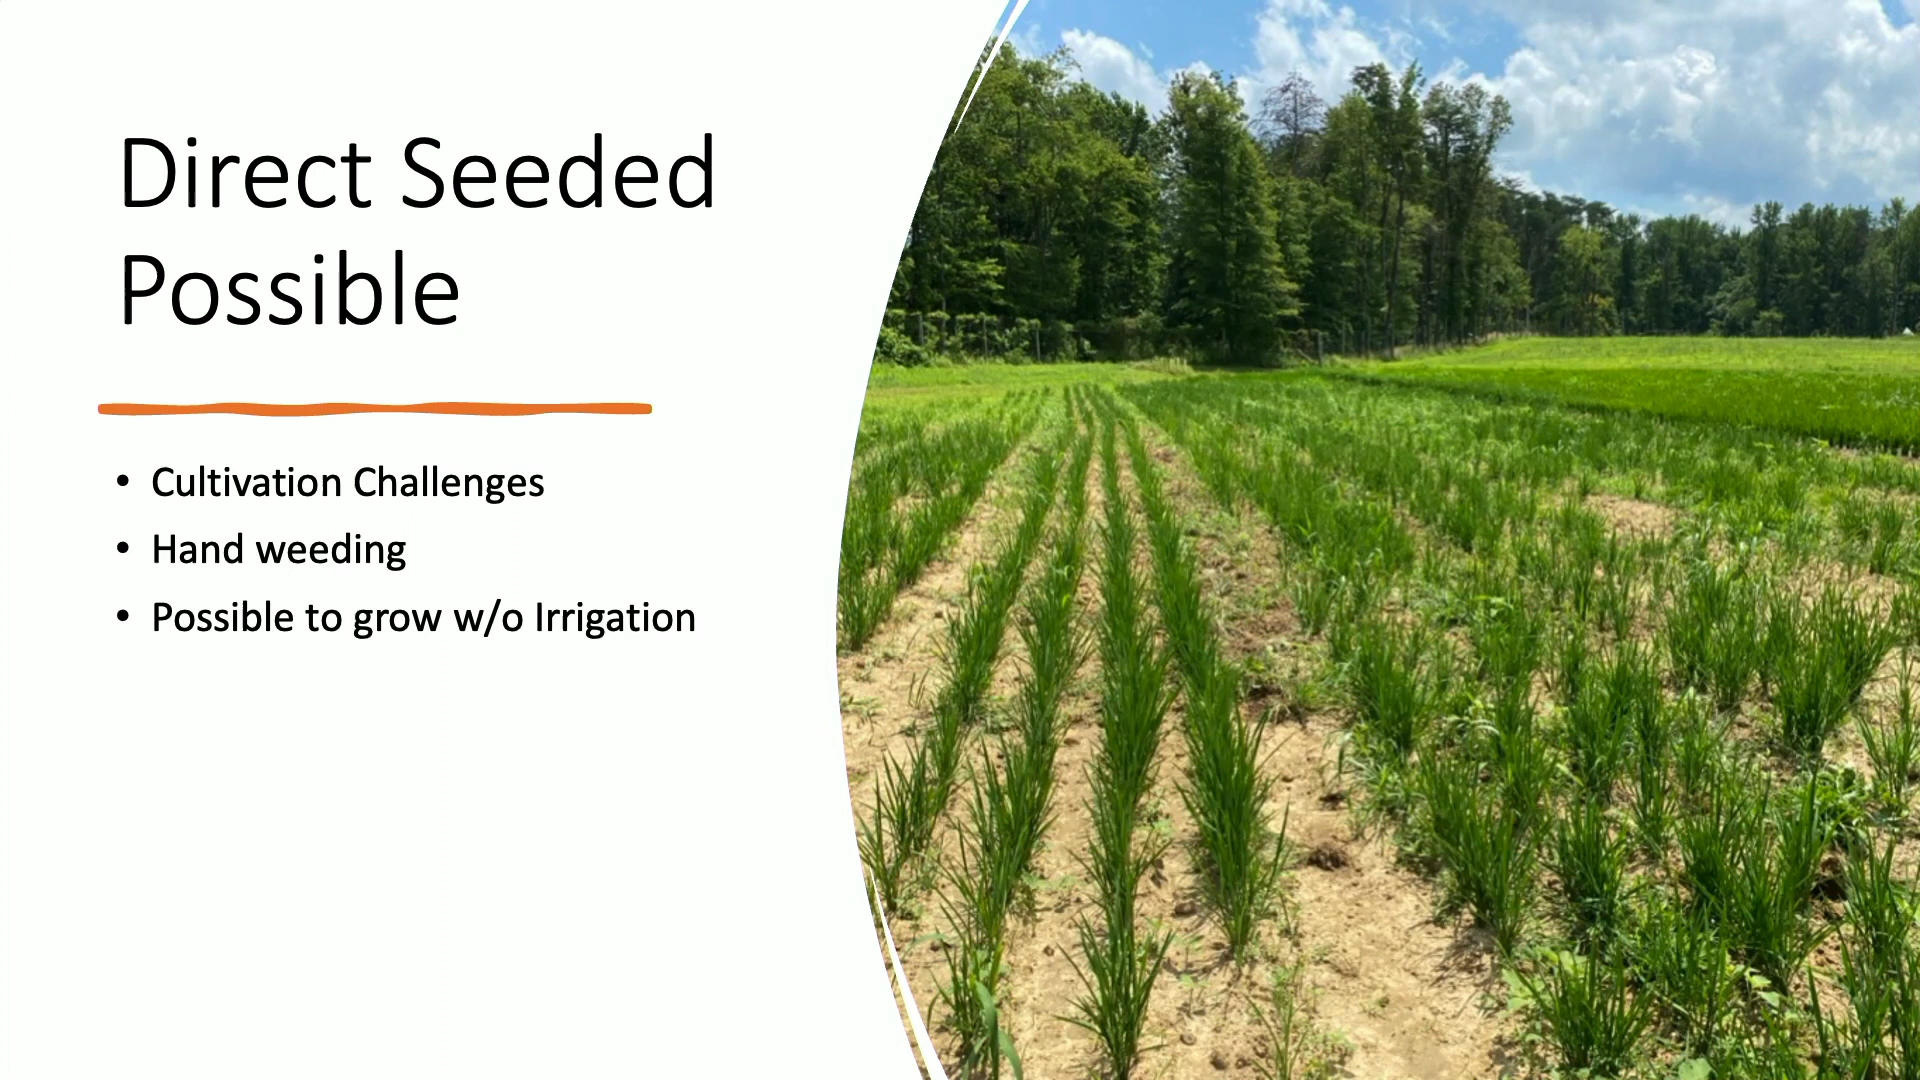 Direct Seeded
Possible
• Cultivation Challenges
• Hand weeding
• Possible to grow w/o Irrigation